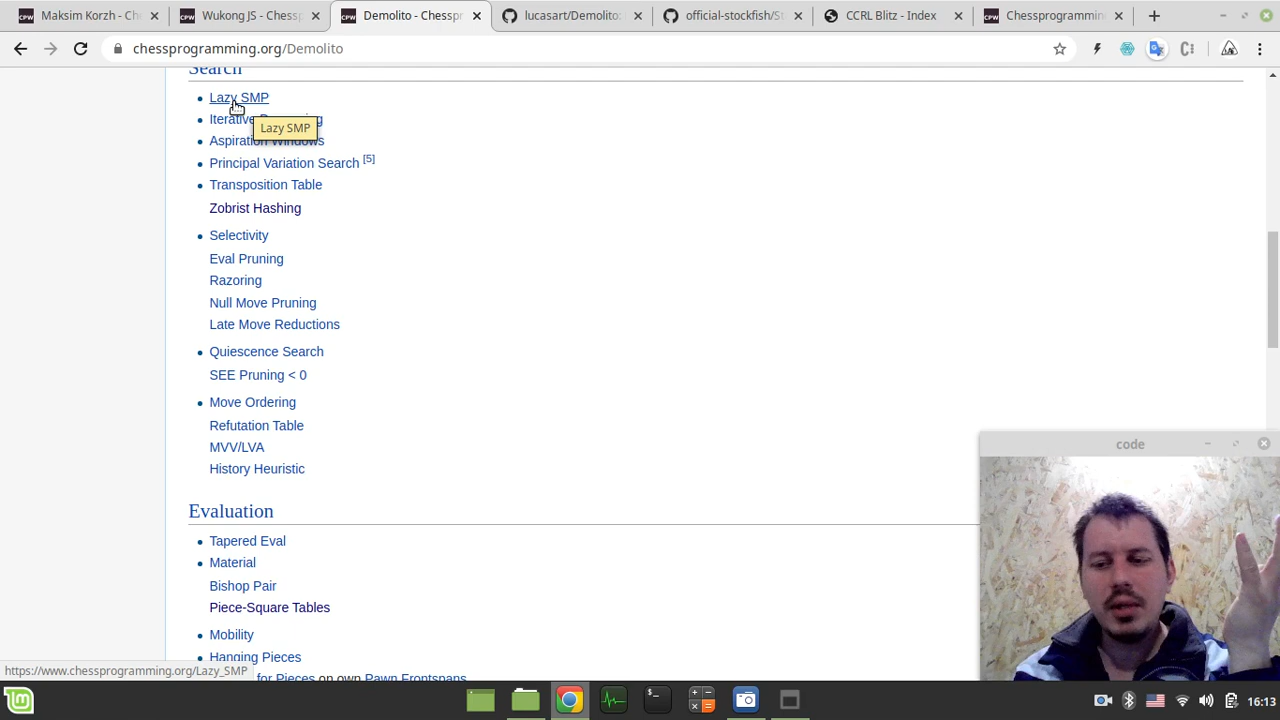 Maksim Korzh - Ch
Wukong JS - Chessp
Demolito - Chesspr
lucasart/Demolito:
official-stockfish/St
CCRL Blitz - Index
Chessprogrammin
chessprogramming.org/Demolito
Search
Lazy SMP
Lazy SMP
Aspiration Windows
Principal Variation Search [5]
Transposition Table
Zobrist Hashing
Selectivity
Eval Pruning
Razoring
Null Move Pruning
Late Move Reductions
Quiescence Search
SEE Pruning < 0
Move Ordering
Refutation Table
MVV/LVA
History Heuristic
code
Evaluation
Tapered Eval
Material
Bishop Pair
Piece-Square Tables
Mobility
Hanging Pieces
https://www.chessprogramming.org/Lazy_SMP
for Pieces on own Pawn Frontspans
16:13